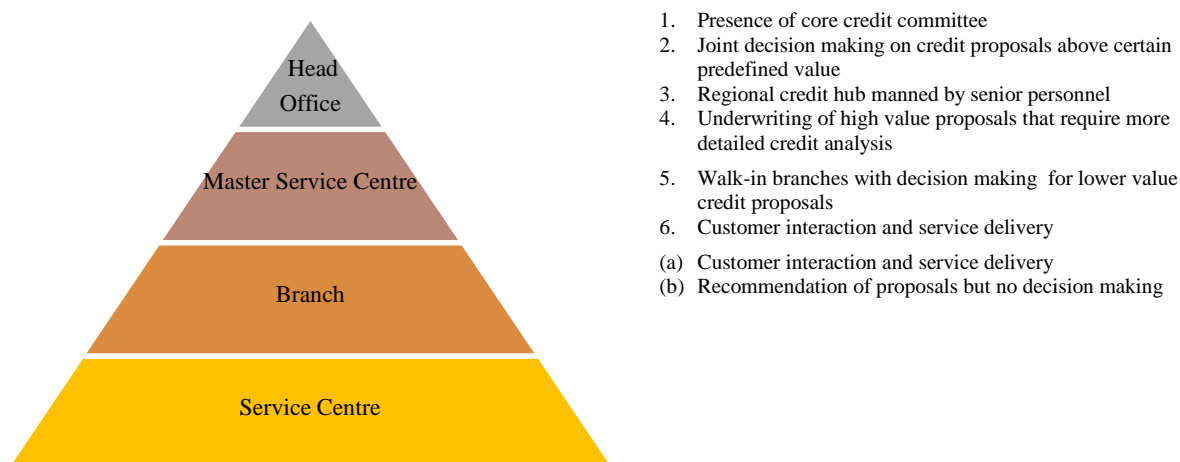 Head
Office
Master Service Centre
Branch
Service Centre
1. Presence of core credit committee
2. Joint decision making on credit proposals above certain
predefined value
3. Regional credit hub manned by senior personnel
4. Underwriting of high value proposals that require more
detailed credit analysis
5. Walk-in branches with decision making for lower value
credit proposals
6. Customer interaction and service delivery
(a) Customer interaction and service delivery
(b) Recommendation of proposals but no decision making